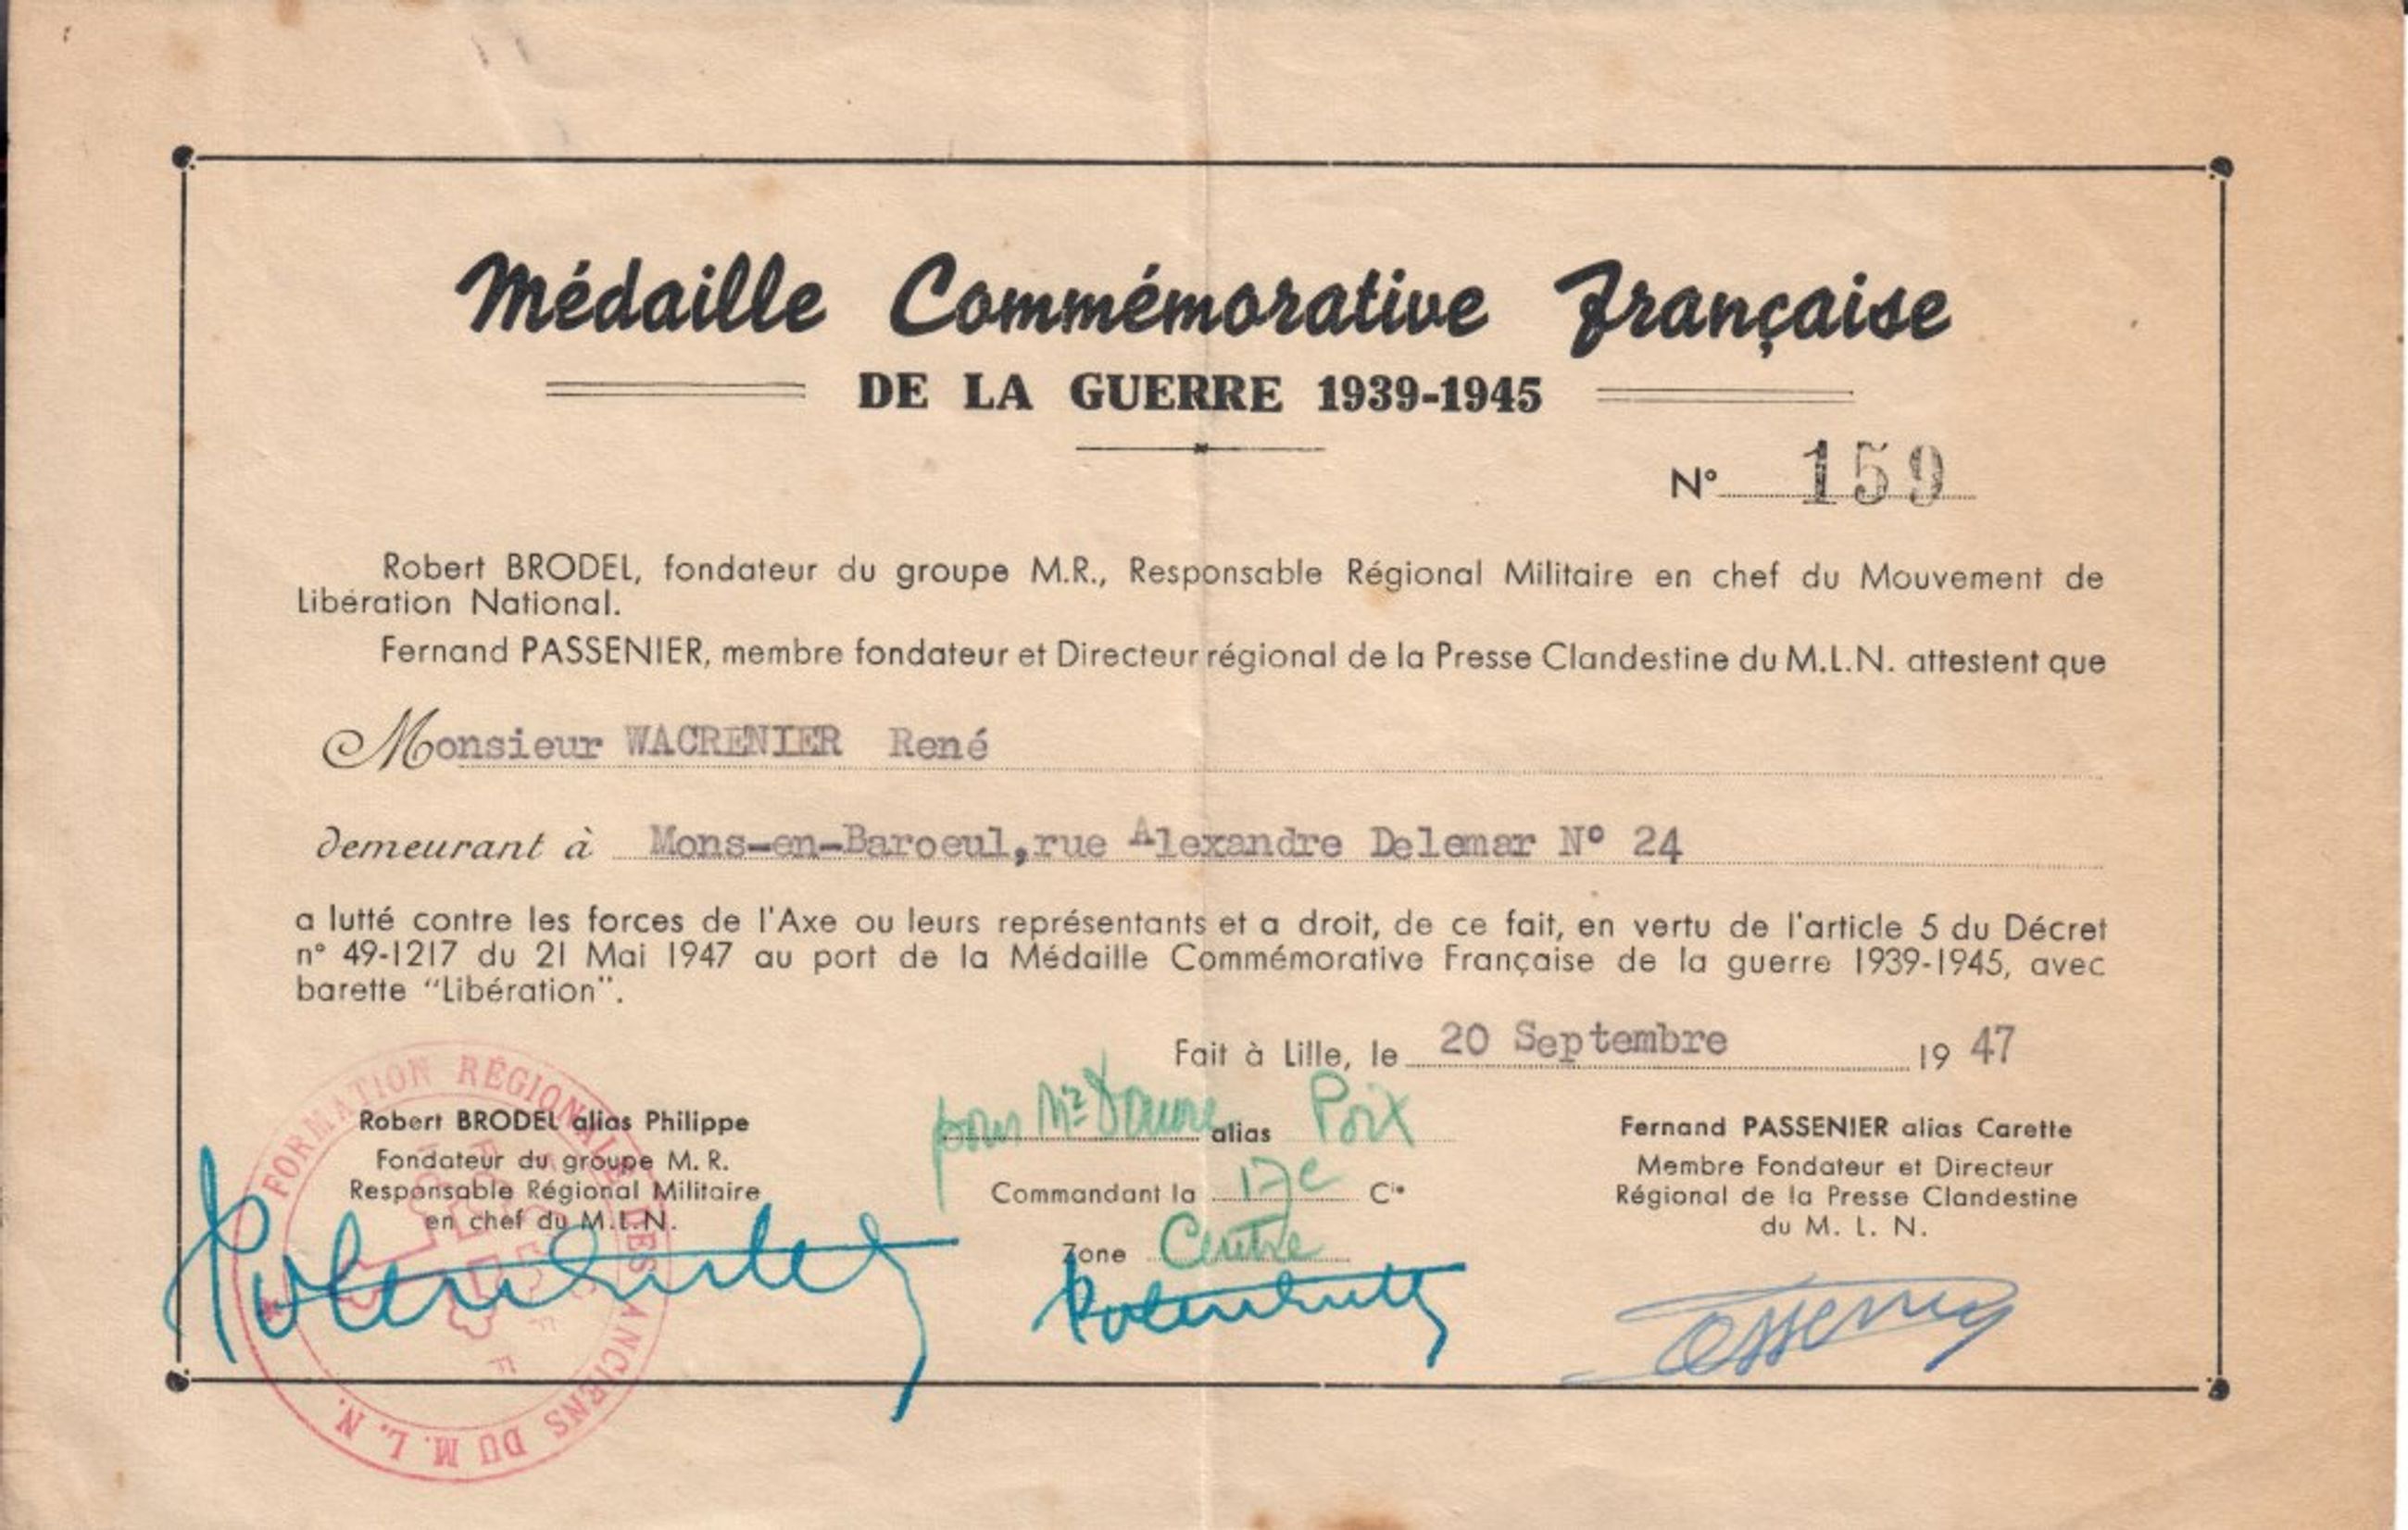 Médaille Commémorative Française
DE LA GUERRE 1939-1945
N° 159
Robert BRODEL, fondateur du groupe M.R., Responsable Régional Militaire en chef du Mouvement de
Libération National.
Fernand PASSENIER, membre fondateur et Directeur régional de la Presse Clandestine du M.L.N. attestent que
Monsieur WACRENIER René
demeurant à Mons-en-Baroeul, rue Alexandre Delemar N° 24
a lutté contre les forces de l'Axe ou leurs représentants et a droit, de ce fait, en vertu de l'article 5 du Décret
n° 49-1217 du 21 Mai 1947 au port de la Médaille Commémorative Française de la guerre 1939-1945, avec
barette "Libération".
Fait à Lille, le 20 Septembre 1947
Robert BRODEL alias Philippe
Fondateur du groupe M. R.
Responsable Régional Militaire
en chef du M.L.N.
pour Mr alias Poix
Commandant la 17e Cie
Zone Centre
Fernand PASSENIER alias Carette
Membre Fondateur et Directeur
Régional de la Presse Clandestine
du M. L. N.
FORMATION RÉGIONALE DES ANCIENS DU M. L. N.